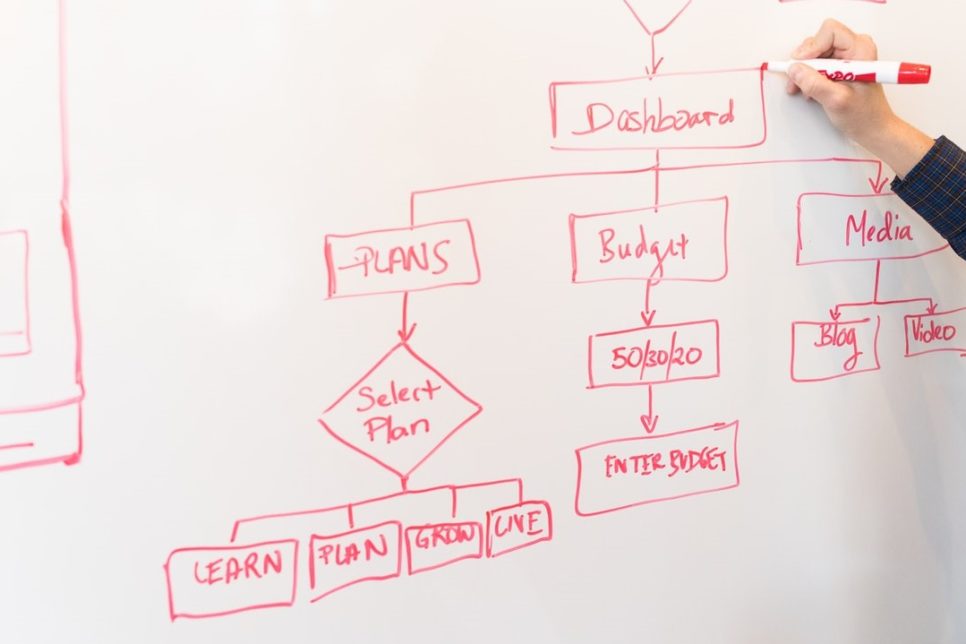 EXPO
Dashboard
PLANS
Budget
Media
Select
Plan
50/30/20
Blog
Video
ENTER BUDGET
LEARN
PLAN
GROW
LIVE